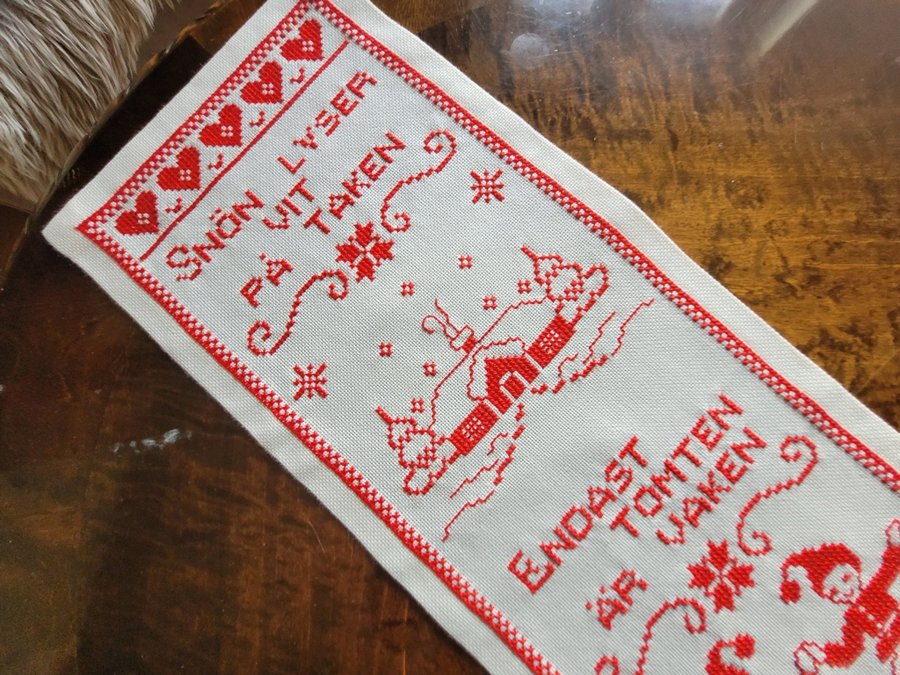 SNÖN LYSER
VIT
PÅ TAKEN
ENDAST
TOMTEN
ÄR VAKEN